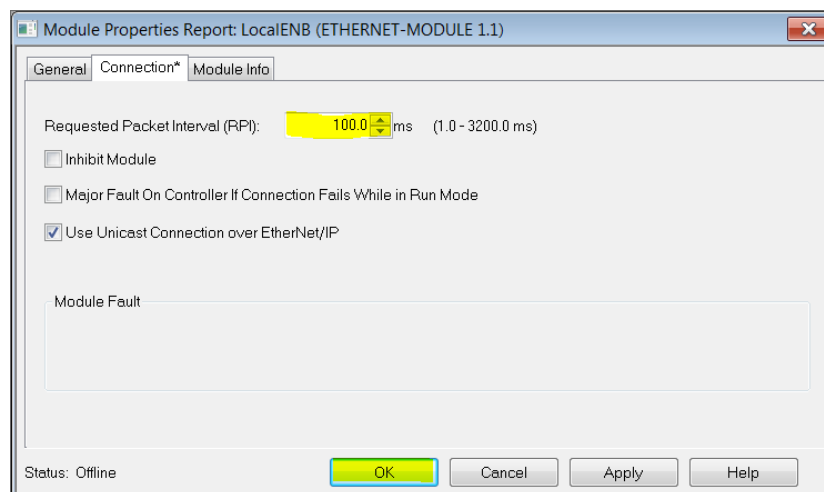 Module Properties Report: LocalENB (ETHERNET-MODULE 1.1)
General Connection* Module Info
Requested Packet Interval (RPI): 100.0 ms (1.0 - 3200.0 ms)
Inhibit Module
Major Fault On Controller If Connection Fails While in Run Mode
Use Unicast Connection over EtherNet/IP
Module Fault
Status: Offline OK Cancel Apply Help